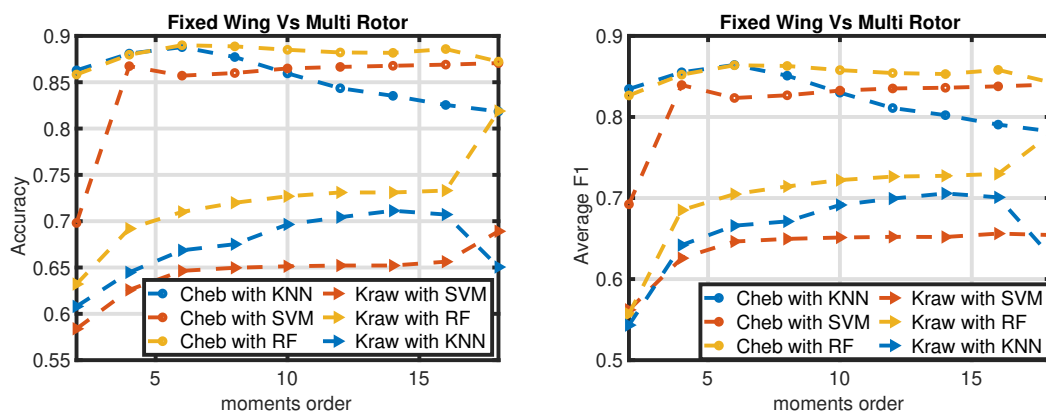 Fixed Wing Vs Multi Rotor
0.9
0.85
0.8
0.75
0.7
0.65
0.6
0.55
Accuracy
Cheb with KNN
Cheb with SVM
Cheb with RF
Kraw with SVM
Kraw with RF
Kraw with KNN
5 10 15
moments order
Fixed Wing Vs Multi Rotor
0.9
0.8
0.7
0.6
0.5
Average F1
Cheb with KNN
Cheb with SVM
Cheb with RF
Kraw with SVM
Kraw with RF
Kraw with KNN
5 10 15
moments order